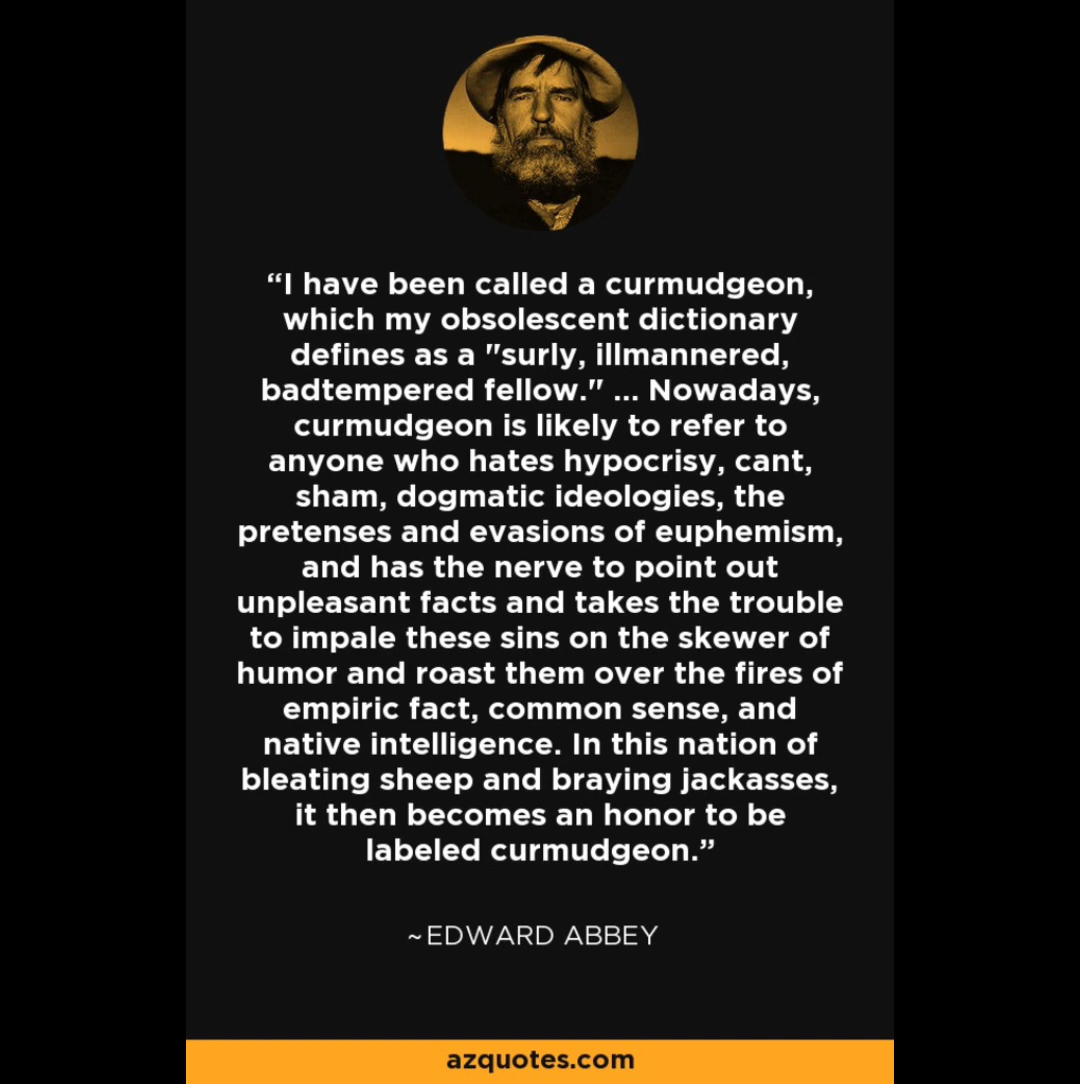 “I have been called a curmudgeon,
which my obsolescent dictionary
defines as a "surly, illmannered,
badtempered fellow." ... Nowadays,
curmudgeon is likely to refer to
anyone who hates hypocrisy, cant,
sham, dogmatic ideologies, the
pretenses and evasions of euphemism,
and has the nerve to point out
unpleasant facts and takes the trouble
to impale these sins on the skewer of
humor and roast them over the fires of
empiric fact, common sense, and
native intelligence. In this nation of
bleating sheep and braying jackasses,
it then becomes an honor to be
labeled curmudgeon.”
~EDWARD ABBEY
azquotes.com